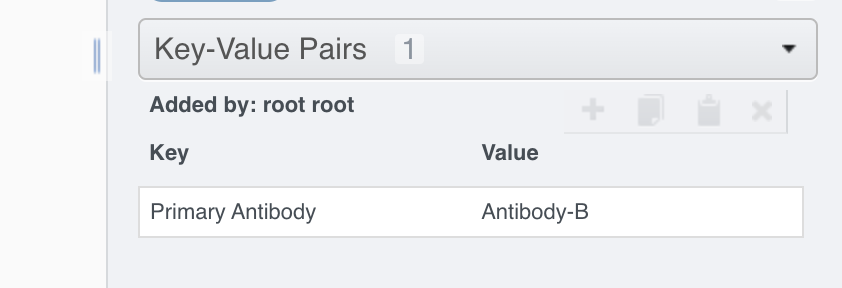 Key-Value Pairs 1
Added by: root root
Key Value
Primary Antibody Antibody-B